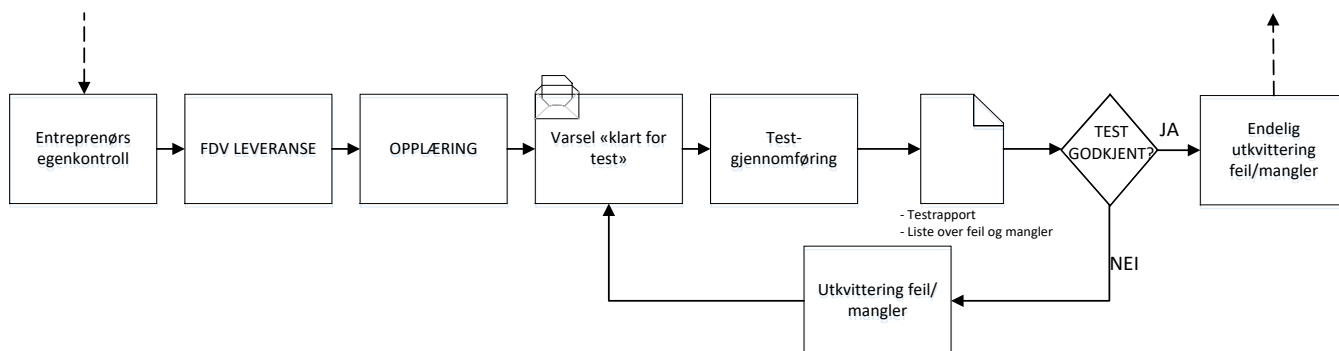 Entreprenørs
egenkontroll
FDV LEVERANSE
OPPLÆRING
Varsel «klart for
test»
Test-
gjennomføring
- Testrapport
- Liste over feil og mangler
TEST
GODKJENT?
JA
Endelig
utkvittering
feil/mangler
NEI
Utkvittering feil/
mangler